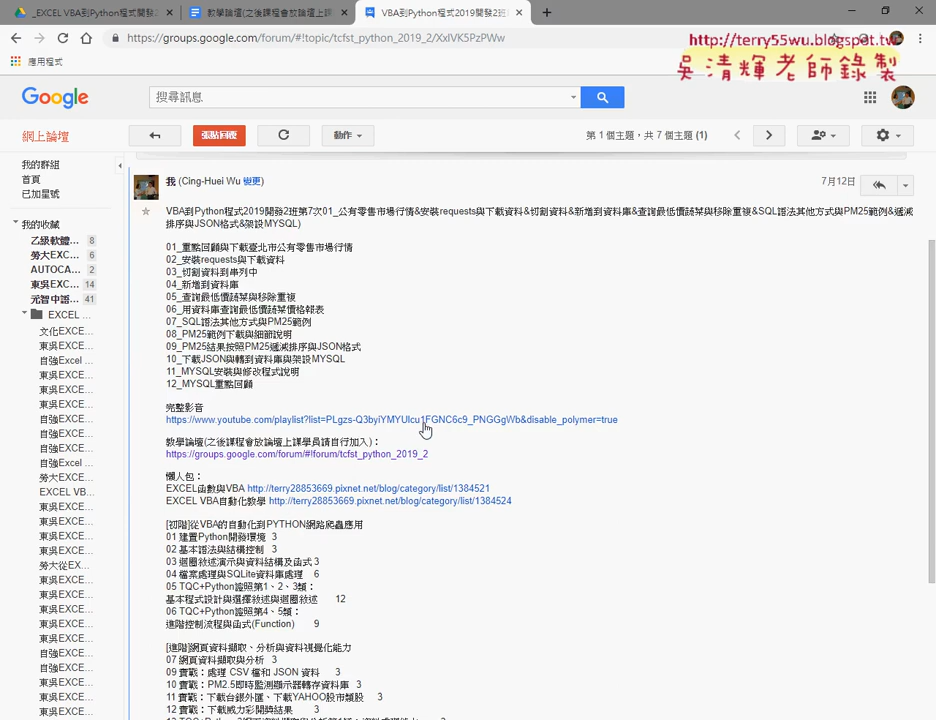 _EXCEL VBA到Python程式開發2
教學論壇(之後課程會放論壇上課
VBA到Python程式2019開發2班
https://groups.google.com/forum/#!topic/tcfst_python_2019_2/XxIVK5PzPWw
http://terry55wu.blogspot.tw
吳清輝老師錄製
應用程式
Google
搜尋訊息
網上論壇
張貼回覆
動作
第 1 個主題，共 7 個主題 (1)
我的群組
首頁
已加星號
我的收藏
乙級軟體... 8
勞大EXC... 6
AUTOCA... 2
東吳EXC... 14
元智中語... 41
EXCEL ...
文化EXCE...
東吳EXCE...
自強Excel ...
東吳EXCE...
東吳EXCE...
東吳EXCE...
自強EXCE...
自強EXCE...
東吳EXCE...
自強Excel ...
勞大EXCE...
EXCEL VB...
東吳EXCE...
東吳EXCE...
東吳EXCE...
東吳EXCE...
勞大從EX...
東吳EXCE...
東吳EXCE...
東吳EXCE...
東吳EXCE...
東吳EXCE...
自強EXCE...
自強EXCE...
東吳EXCE...
東吳EXCE...
我 (Cing-Huei Wu 變更)
7月12日
VBA到Python程式2019開發2班第7次01_公有零售市場行情&安裝requests與下載資料&切割資料&新增到資料庫&查詢最低價蔬菜與移除重複&SQL語法其他方式與PM25範例&遞減
排序與JSON格式&架設MYSQL)
01_重點回顧與下載臺北市公有零售市場行情
02_安裝requests與下載資料
03_切割資料到串列中
04_新增到資料庫
05_查詢最低價蔬菜與移除重複
06_用資料庫查詢最低價蔬菜價格報表
07_SQL語法其他方式與PM25範例
08_PM25範例下載與細節說明
09_PM25結果按照PM25遞減排序與JSON格式
10_下載JSON與轉到資料庫與架設MYSQL
11_MYSQL安裝與修改程式說明
12_MYSQL重點回顧
完整影音
https://www.youtube.com/playlist?list=PLgzs-Q3byiYMYUlcu1FGNC6c9_PNGGgWb&disable_polymer=true
教學論壇(之後課程會放論壇上課學員請自行加入)：
https://groups.google.com/forum/#!forum/tcfst_python_2019_2
懶人包：
EXCEL函數與VBA http://terry28853669.pixnet.net/blog/category/list/1384521
EXCEL VBA自動化教學 http://terry28853669.pixnet.net/blog/category/list/1384524
[初階]從VBA的自動化到PYTHON網路爬蟲應用
01 建置Python開發環境 3
02 基本語法與結構控制 3
03 迴圈敘述演示與資料結構及函式 3
04 檔案處理與SQLite資料庫處理 6
05 TQC+Python證照第1、2、3類：
基本程式設計與選擇敘述與迴圈敘述 12
06 TQC+Python證照第4、5類：
進階控制流程與函式(Function) 9
[進階]網頁資料擷取、分析與資料視覺化能力
07 網頁資料擷取與分析 3
09 實戰：處理 CSV 檔和 JSON 資料 3
10 實戰：PM2.5即時監測顯示器轉存資料庫 3
11 實戰：下載台銀外匯、下載YAHOO股市類股 3
12 實戰：下載威力彩開獎結果 3